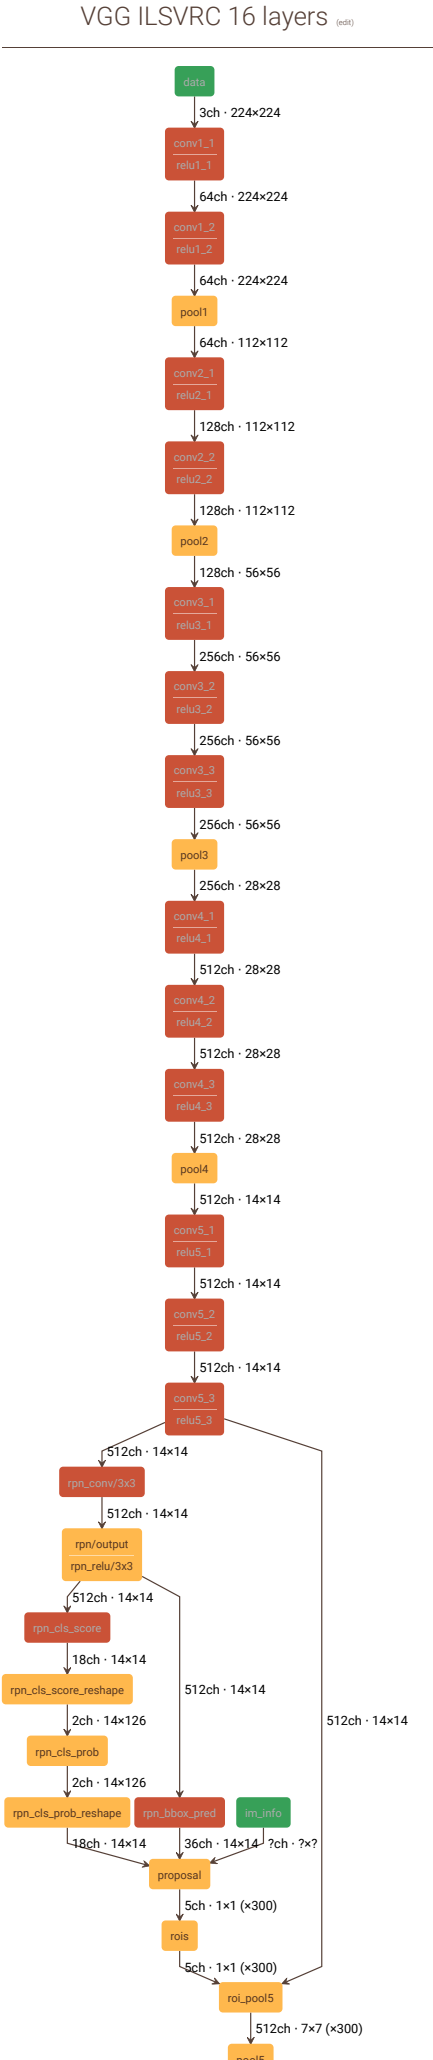 VGG ILSVRC 16 layers (edit)
data
3ch · 224×224
conv1_1
relu1_1
64ch · 224×224
conv1_2
relu1_2
64ch · 224×224
pool1
64ch · 112×112
conv2_1
relu2_1
128ch · 112×112
conv2_2
relu2_2
128ch · 112×112
pool2
128ch · 56×56
conv3_1
relu3_1
256ch · 56×56
conv3_2
relu3_2
256ch · 56×56
conv3_3
relu3_3
256ch · 56×56
pool3
256ch · 28×28
conv4_1
relu4_1
512ch · 28×28
conv4_2
relu4_2
512ch · 28×28
conv4_3
relu4_3
512ch · 28×28
pool4
512ch · 14×14
conv5_1
relu5_1
512ch · 14×14
conv5_2
relu5_2
512ch · 14×14
conv5_3
relu5_3
512ch · 14×14
rpn_conv/3x3
512ch · 14×14
rpn/output
rpn_relu/3x3
512ch · 14×14
rpn_cls_score
18ch · 14×14
rpn_cls_score_reshape
512ch · 14×14
2ch · 14×126
512ch · 14×14
rpn_cls_prob
2ch · 14×126
rpn_cls_prob_reshape
rpn_bbox_pred
im_info
18ch · 14×14
36ch · 14×14
?ch · ?×?
proposal
5ch · 1×1 (×300)
rois
5ch · 1×1 (×300)
roi_pool5
512ch · 7×7 (×300)
pool5